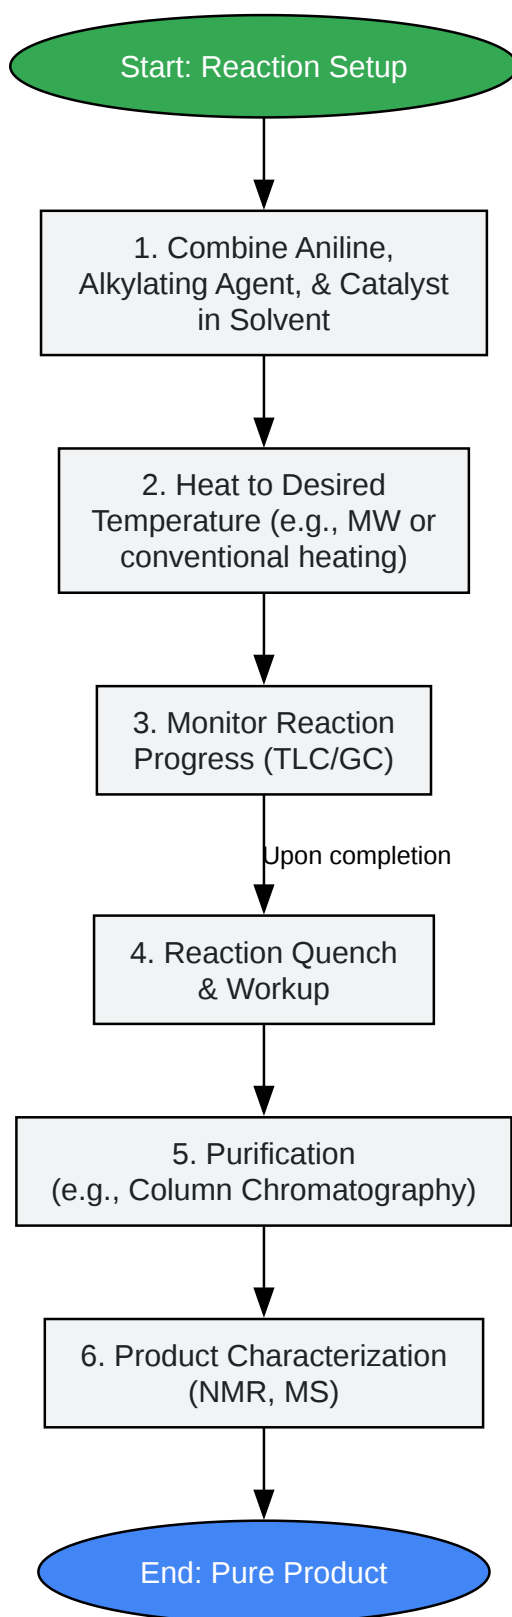 Start: Reaction Setup
1. Combine Aniline,
Alkylating Agent, & Catalyst
in Solvent
2. Heat to Desired
Temperature (e.g., MW or
conventional heating)
3. Monitor Reaction
Progress (TLC/GC)
Upon completion
4. Reaction Quench
& Workup
5. Purification
(e.g., Column Chromatography)
6. Product Characterization
(NMR, MS)
End: Pure Product